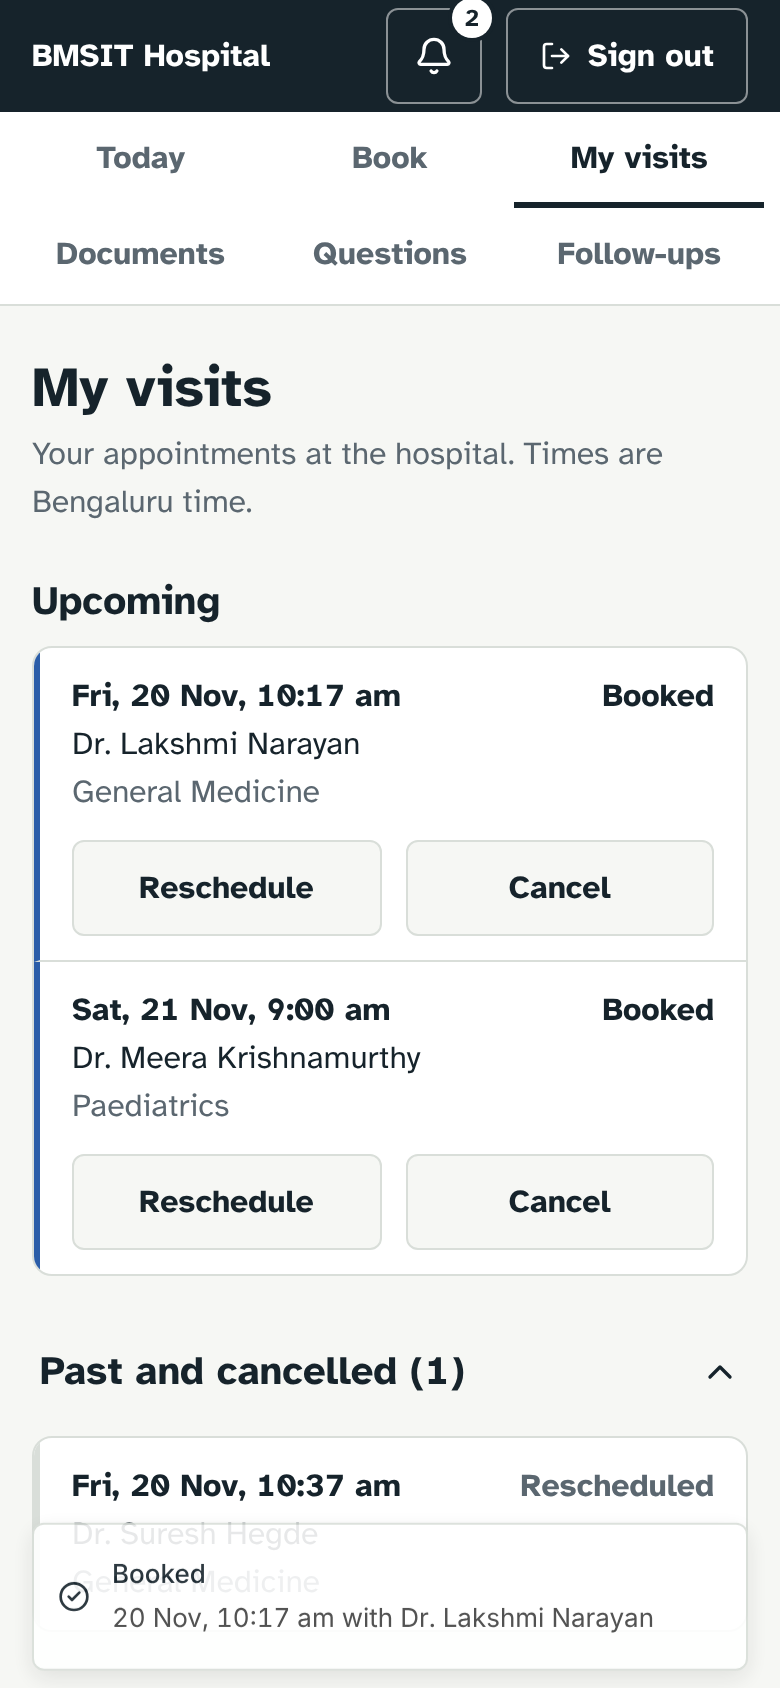 BMSIT Hospital
2
Sign out
Today
Book
My visits
Documents
Questions
Follow-ups
My visits
Your appointments at the hospital. Times are
Bengaluru time.
Upcoming
Fri, 20 Nov, 10:17 am
Booked
Dr. Lakshmi Narayan
General Medicine
Reschedule
Cancel
Sat, 21 Nov, 9:00 am
Booked
Dr. Meera Krishnamurthy
Paediatrics
Reschedule
Cancel
Past and cancelled (1)
Fri, 20 Nov, 10:37 am
Rescheduled
Dr. Suresh Hegde
General Medicine
Booked
20 Nov, 10:17 am with Dr. Lakshmi Narayan